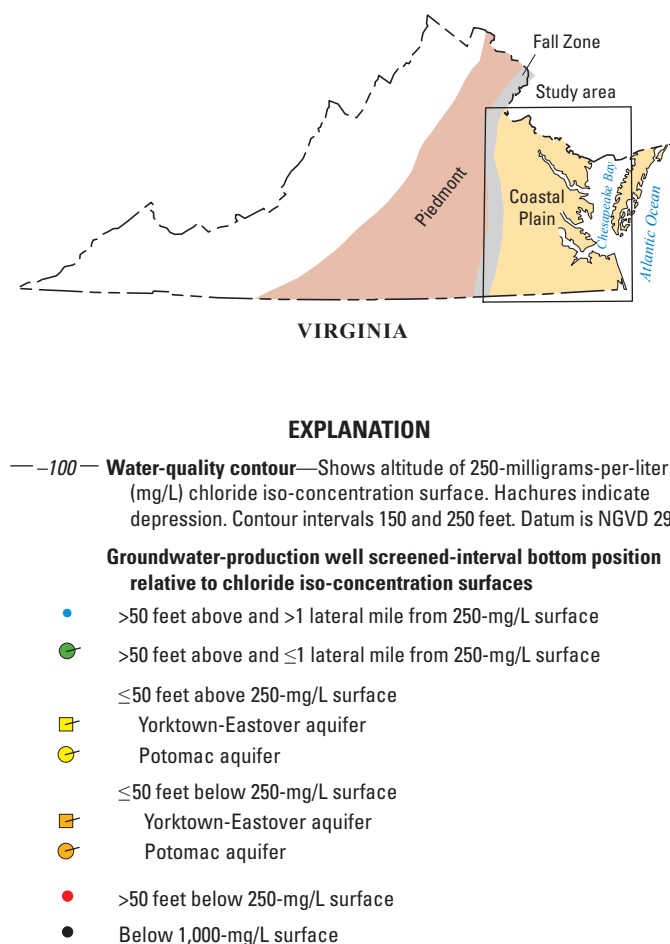 Fall Zone
Study area
Piedmont
Coastal
Plain
Chesapeake Bay
Atlantic Ocean
VIRGINIA
EXPLANATION
–100 Water-quality contour—Shows altitude of 250-milligrams-per-liter
(mg/L) chloride iso-concentration surface. Hachures indicate
depression. Contour intervals 150 and 250 feet. Datum is NGVD 29
Groundwater-production well screened-interval bottom position
relative to chloride iso-concentration surfaces
>50 feet above and >1 lateral mile from 250-mg/L surface
>50 feet above and ≤1 lateral mile from 250-mg/L surface
≤50 feet above 250-mg/L surface
Yorktown-Eastover aquifer
Potomac aquifer
≤50 feet below 250-mg/L surface
Yorktown-Eastover aquifer
Potomac aquifer
>50 feet below 250-mg/L surface
Below 1,000-mg/L surface